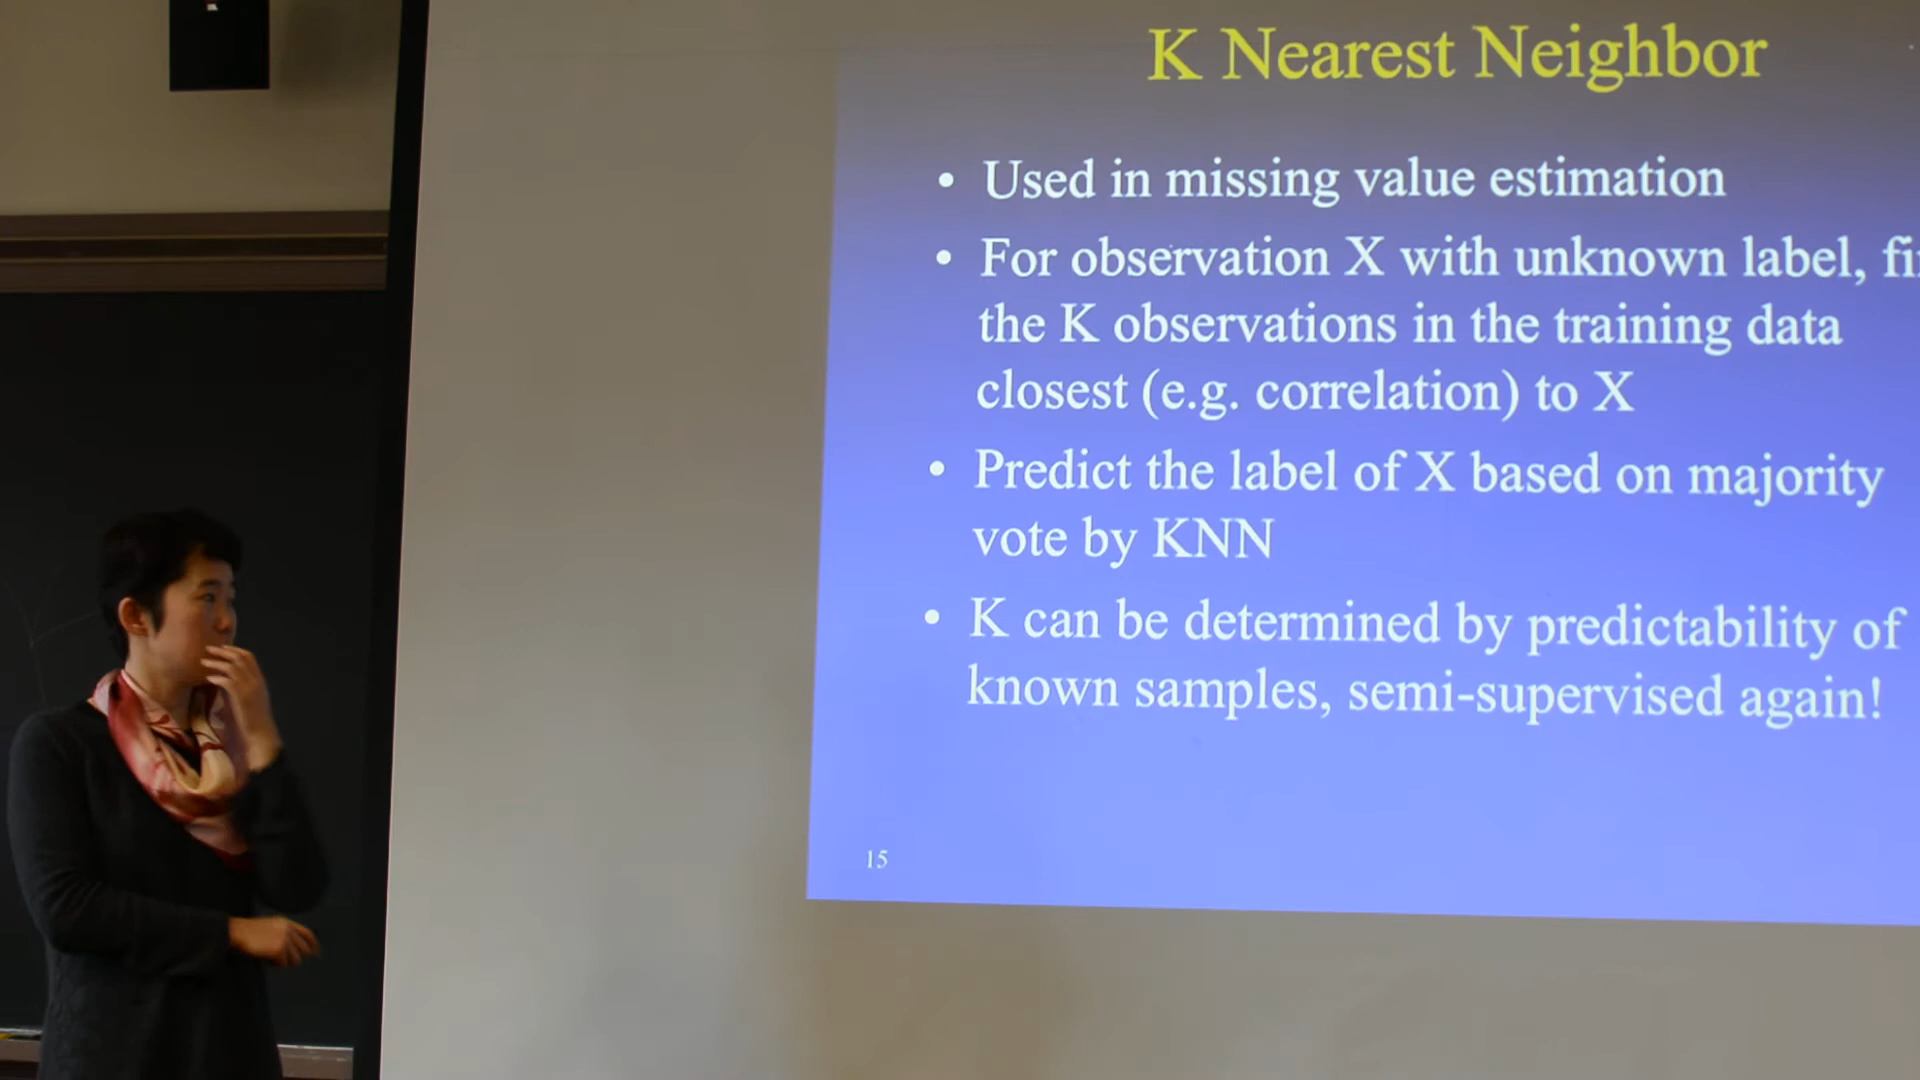 K Nearest Neighbor
• Used in missing value estimation
• For observation X with unknown label,
the K observations in the training data
closest (e.g. correlation) to X
• Predict the label of X based on majority
vote by KNN
• K can be determined by predictability of
known samples, semi-supervised again!
15